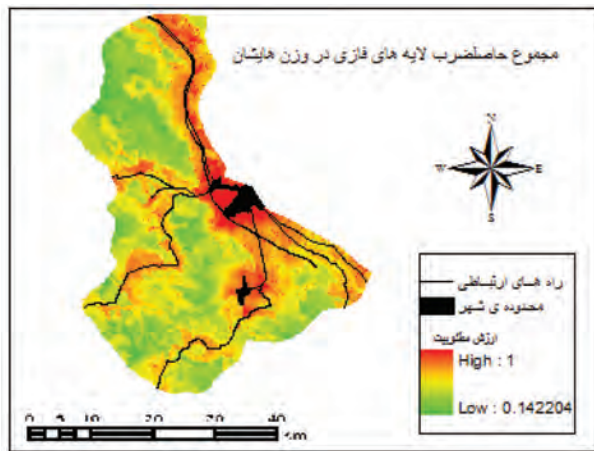 مجموع حاصلضرب لایه های فازی در وزن هایشان
N
W E
S
راه های ارتباطی
محدوده ی شهر
ارزش مطلوبیت
High : 1
Low : 0.142204
0 5 10 20 30 40